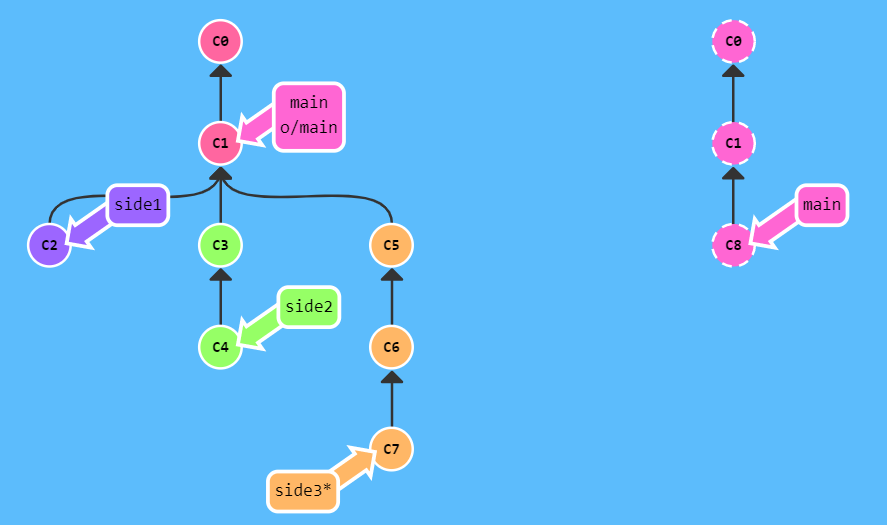 C0
C0
main
o/main
C1
C1
side1
main
C2
C3
C5
C8
side2
C4
C6
C7
side3*